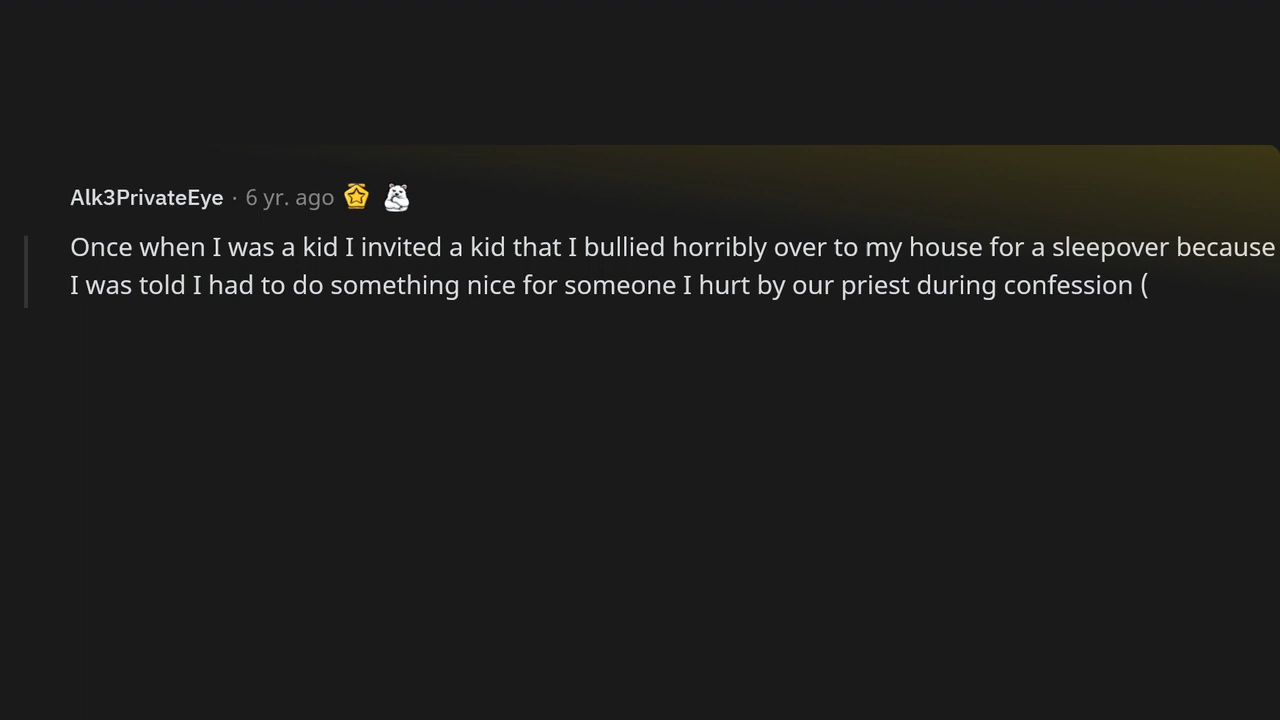 Alk3PrivateEye · 6 yr. ago
Once when I was a kid I invited a kid that I bullied horribly over to my house for a sleepover because
I was told I had to do something nice for someone I hurt by our priest during confession (